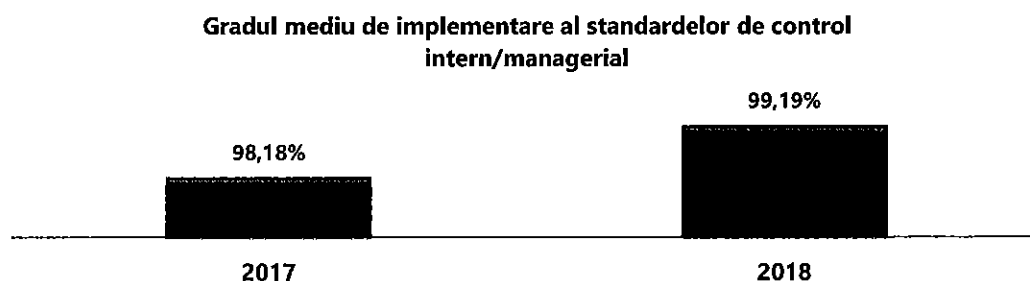 Gradul mediu de implementare al standardelor de control
intern/managerial
99,19%
98,18%
2017
2018